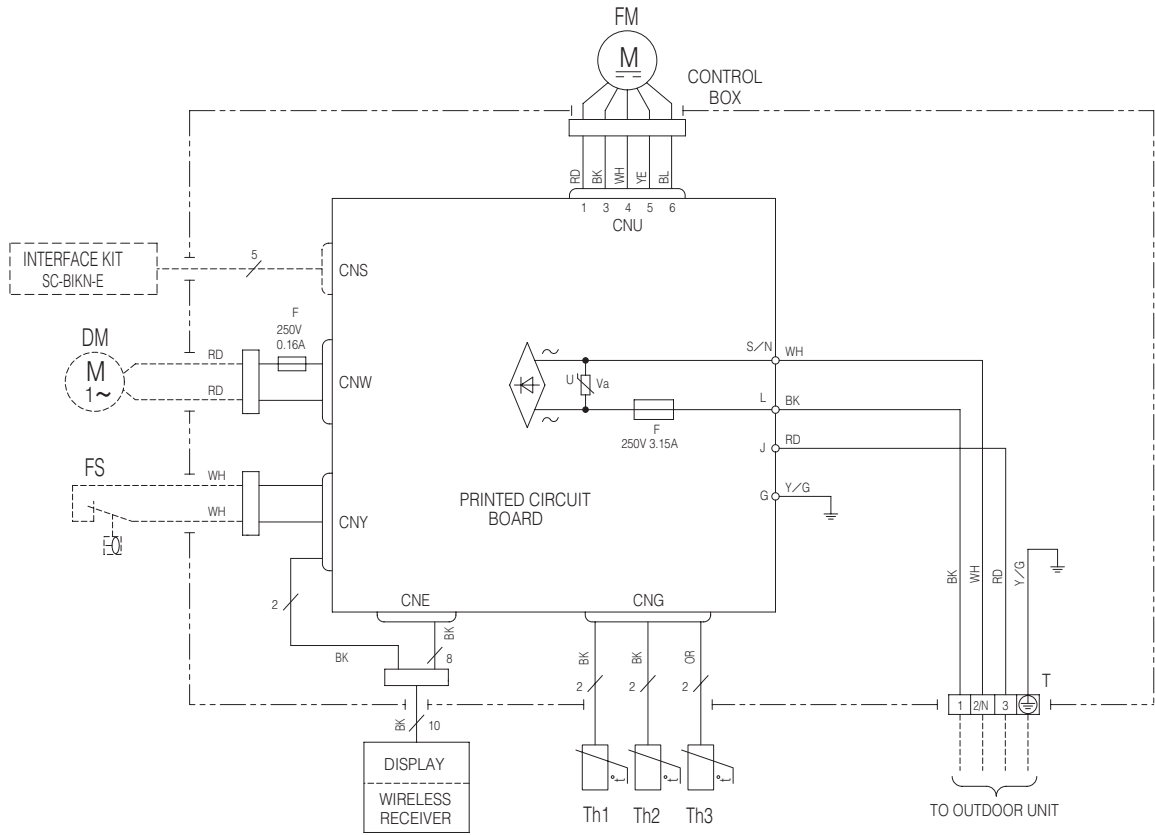 FM
M
CONTROL
BOX
RD
BK
WH
YE
BL
1 3 4 5 6
CNU
INTERFACE KIT
SC-BIKN-E
5
CNS
F
250V
0.16A
DM
M
1~
RD
RD
CNW
S/N WH
U Va
L BK
F
250V 3.15A
J RD
FS
WH
WH
CNY
PRINTED CIRCUIT
BOARD
G Y/G
BK
WH
RD
Y/G
2
CNE
CNG
BK
BK
8
BK
2
BK
2
OR
2
T
1 2/N 3
BK
10
DISPLAY
WIRELESS
RECEIVER
t°
t°
t°
Th1 Th2 Th3
TO OUTDOOR UNIT